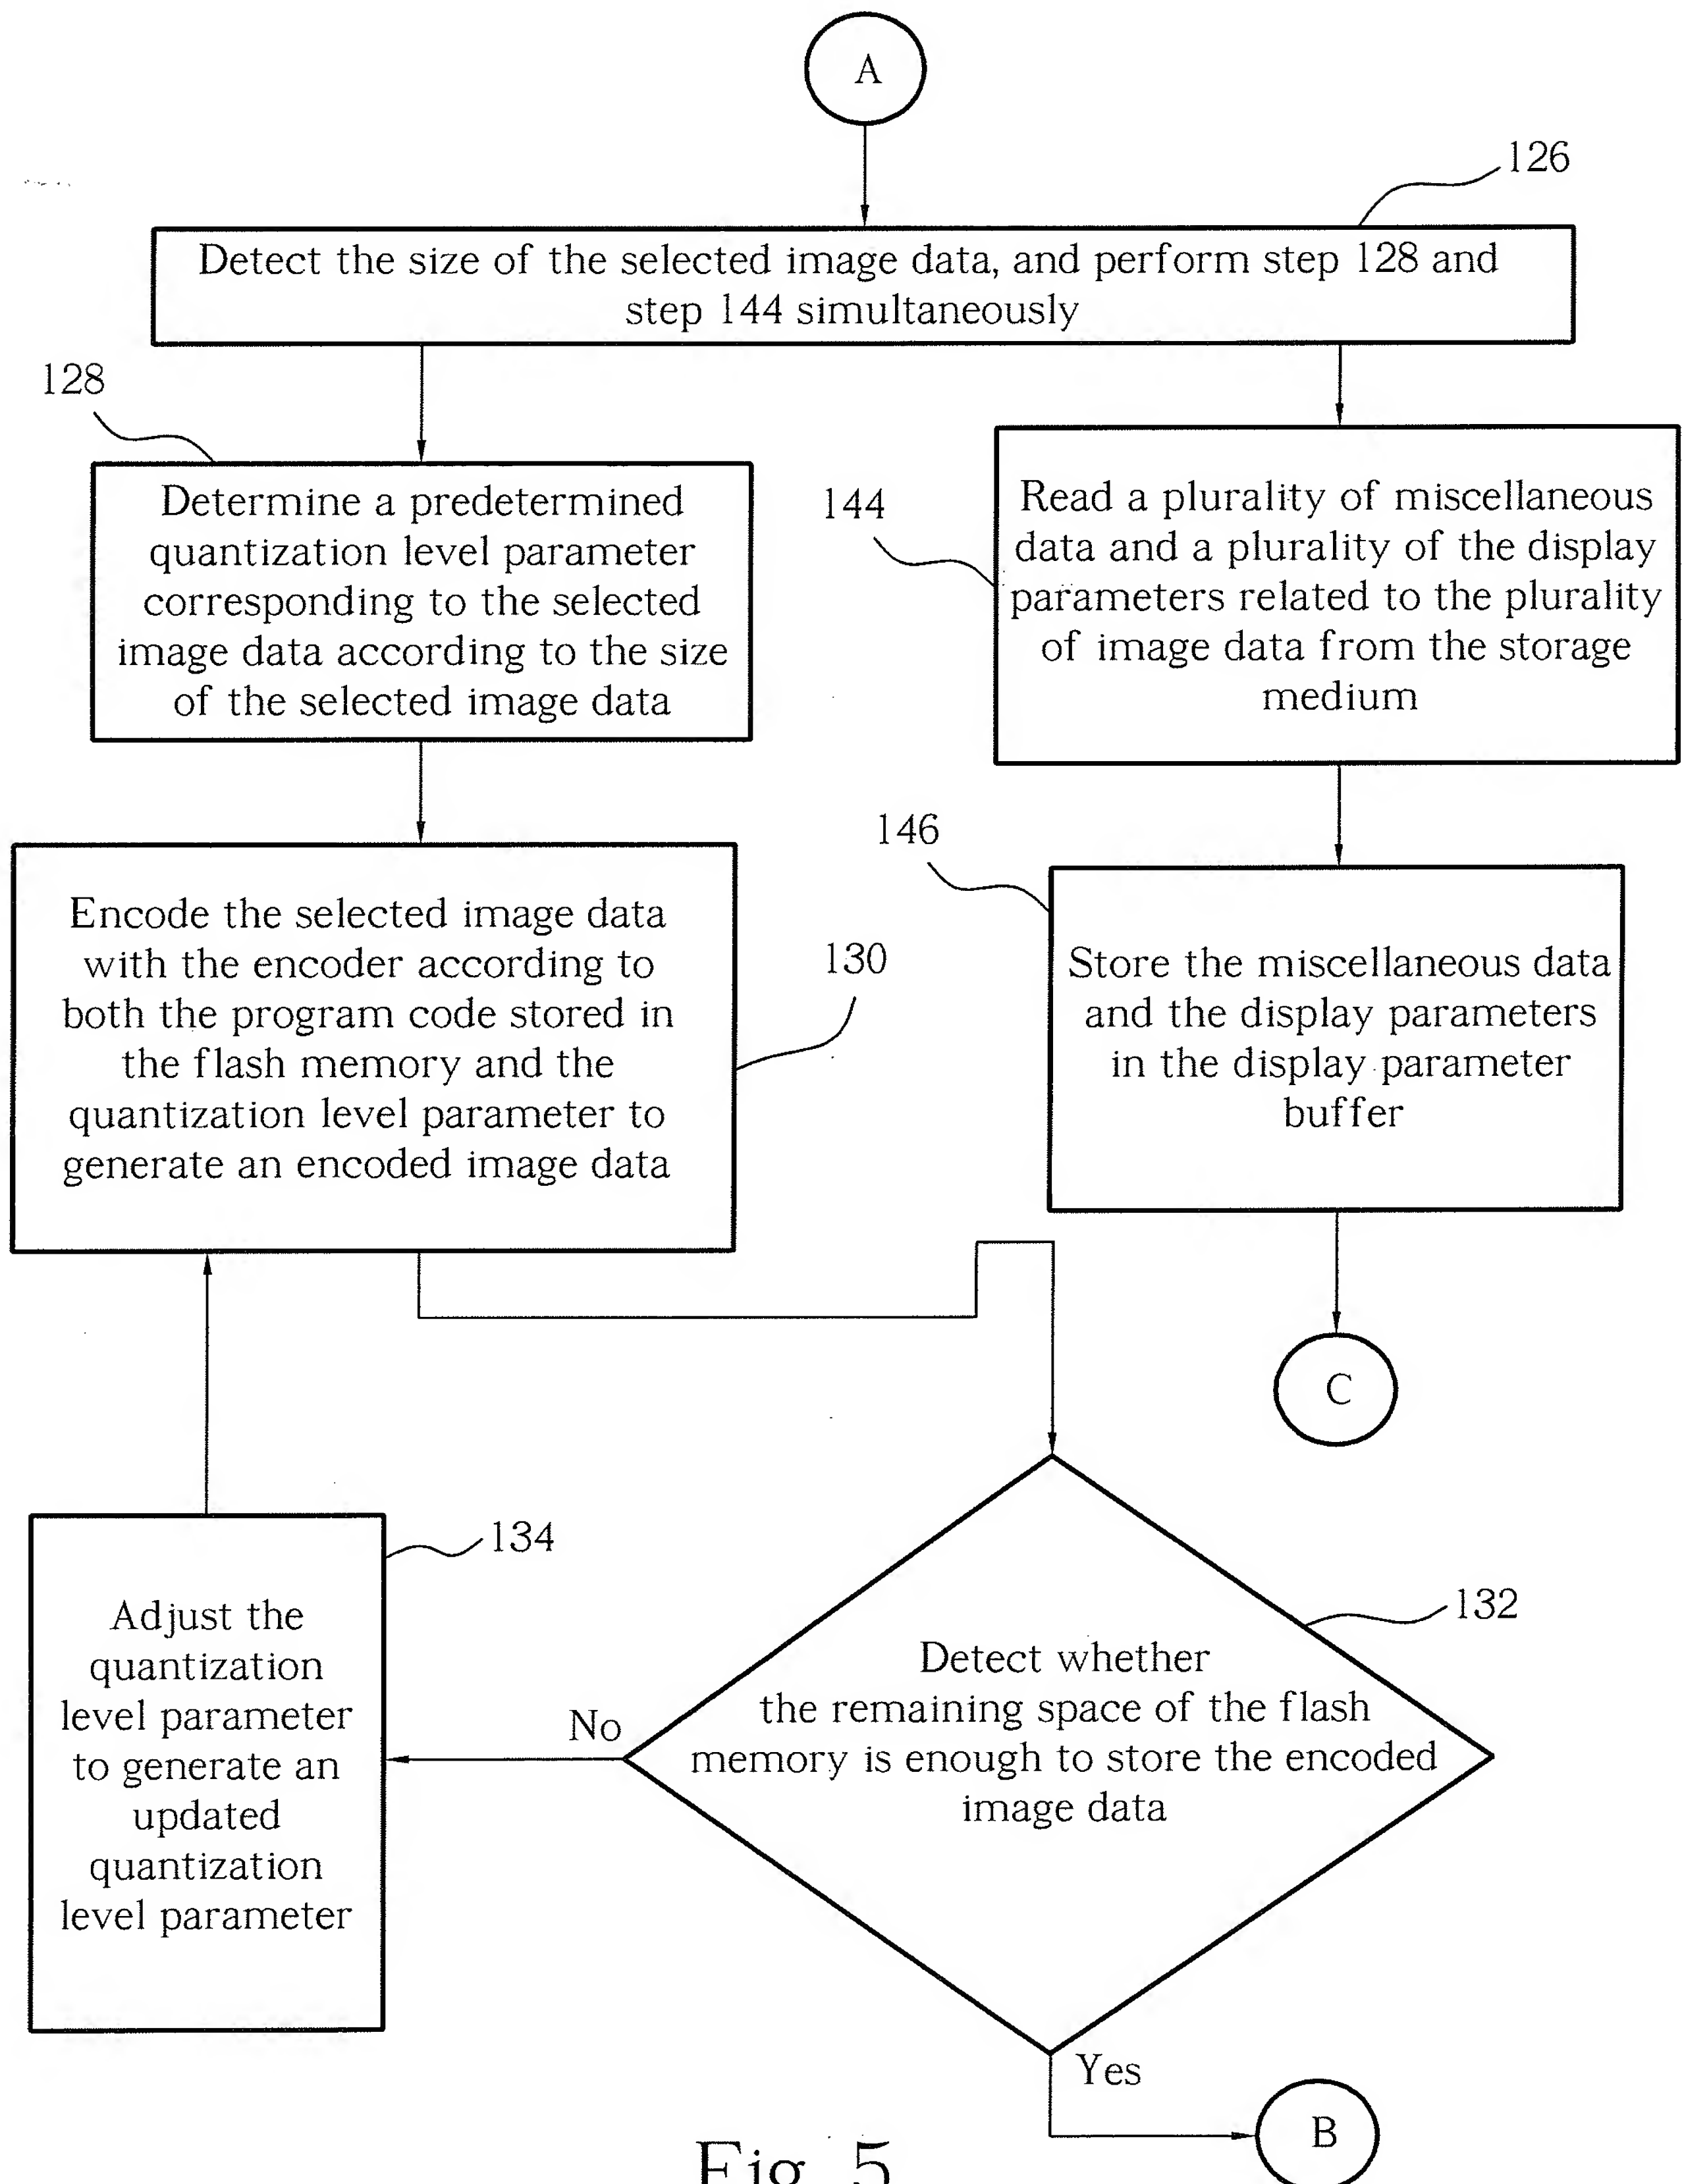 A
126
Detect the size of the selected image data, and perform step 128 and
step 144 simultaneously
128
Determine a predetermined
quantization level parameter
corresponding to the selected
image data according to the size
of the selected image data
144
Read a plurality of miscellaneous
data and a plurality of the display
parameters related to the plurality
of image data from the storage
medium
Encode the selected image data
with the encoder according to
both the program code stored in
the flash memory and the
quantization level parameter to
generate an encoded image data
130
146
Store the miscellaneous data
and the display parameters
in the display parameter
buffer
C
134
Adjust the
quantization
level parameter
to generate an
updated
quantization
level parameter
132
Detect whether
the remaining space of the flash
memory is enough to store the encoded
image data
No
Yes
B
Fig. 5